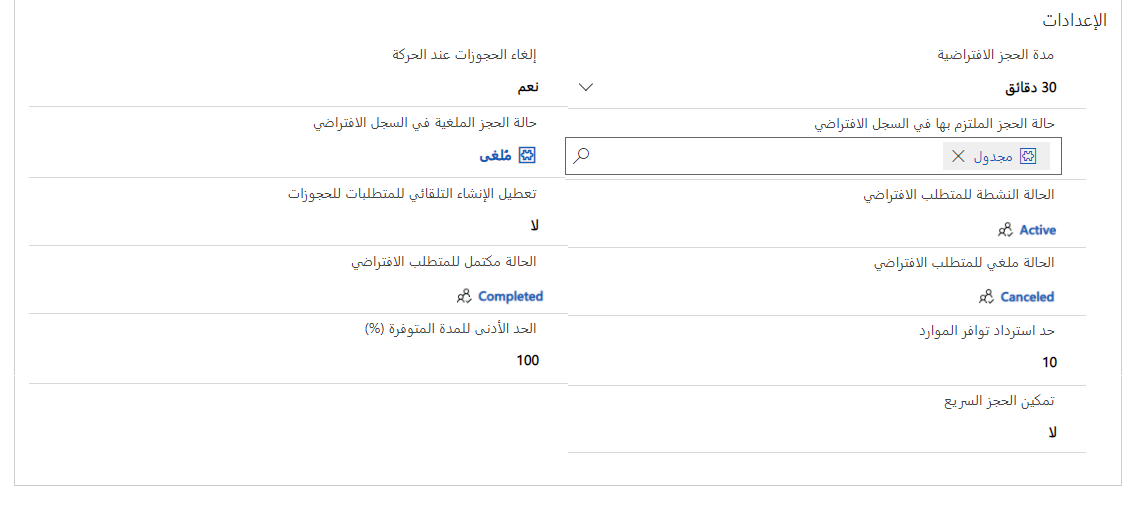 الإعدادات
مدة الحجز الافتراضية
30 دقائق
إلغاء الحجوزات عند الحركة
نعم
حالة الحجز الملتزم بها في السجل الافتراضي
مجدول
حالة الحجز الملغية في السجل الافتراضي
مُلغى
الحالة النشطة للمتطلب الافتراضي
Active
تعطيل الإنشاء التلقائي للمتطلبات للحجوزات
لا
الحالة ملغي للمتطلب الافتراضي
Canceled
الحالة مكتمل للمتطلب الافتراضي
Completed
حد استرداد توافر الموارد
10
الحد الأدنى للمدة المتوفرة (%)
100
تمكين الحجز السريع
لا